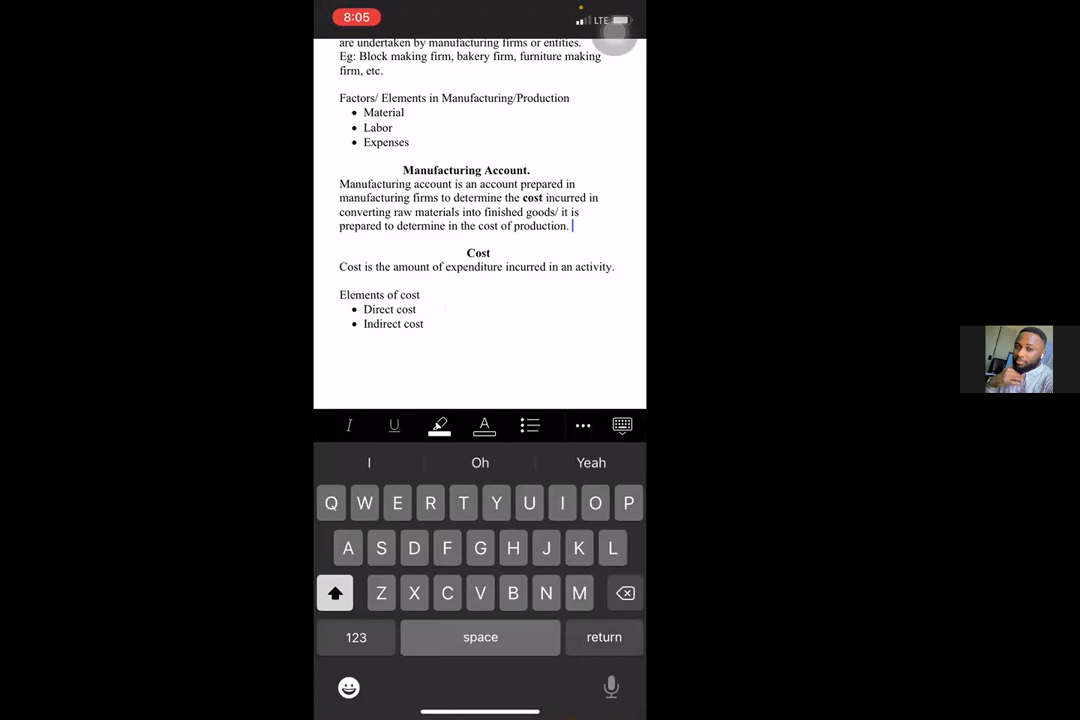 8:05
LTE
are undertaken by manufacturing firms or entities.
Eg: Block making firm, bakery firm, furniture making
firm, etc.
Factors/ Elements in Manufacturing/Production
• Material
• Labor
• Expenses
Manufacturing Account.
Manufacturing account is an account prepared in
manufacturing firms to determine the cost incurred in
converting raw materials into finished goods/ it is
prepared to determine in the cost of production.
Cost
Cost is the amount of expenditure incurred in an activity.
Elements of cost
• Direct cost
• Indirect cost
I U A
I Oh Yeah
Q W E R T Y U I O P
A S D F G H J K L
Z X C V B N M
123 space return